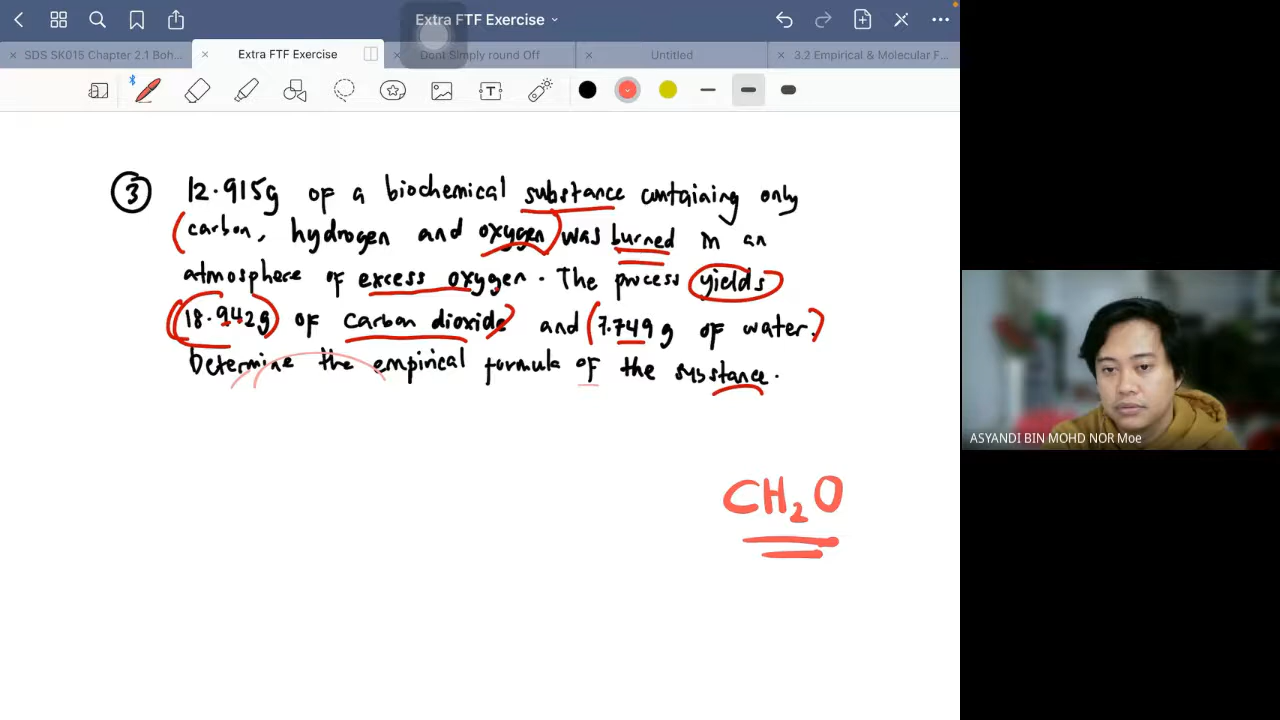 Extra FTF Exercise
SDS SK015 Chapter 2.1 Boh...
Extra FTF Exercise
Dont Simply round Off
Untitled
3.2 Empirical & Molecular F...
3 12.915g of a biochemical substance containing only
carbon, hydrogen and oxygen was burned in an
atmosphere of excess oxygen. The process yields
18.942g of carbon dioxide and 7.749g of water.
Determine the empirical formula of the substance.
CH2O
ASYANDI BIN MOHD NOR Moe